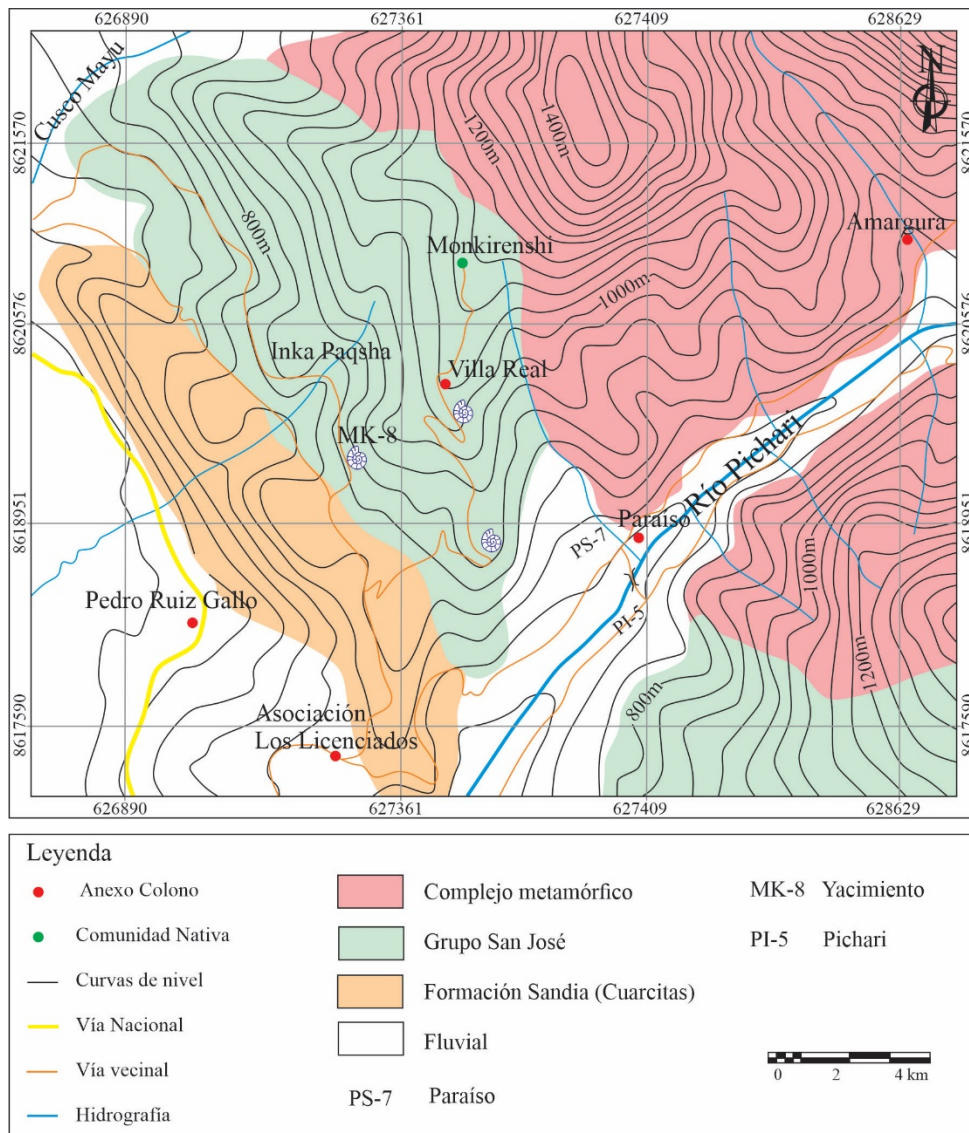 626890 627361 627409 628629
Cusco Mayu
N
8621570
8621570
1200m
1400m
Amargura
800m
Monkirenshi
1000m
8620576
8620576
Inka Paqsha
Villa Real
MK-8
Río Pichari
8618951
8618951
Paraíso
PS-7
1000m
PI-5
Pedro Ruiz Gallo
1200m
800m
8617590
8617590
Asociación
Los Licenciados
626890 627361 627409 628629
Leyenda
Anexo Colono
Comunidad Nativa
Curvas de nivel
Vía Nacional
Vía vecinal
Hidrografía
Complejo metamórfico
Grupo San José
Formación Sandia (Cuarcitas)
Fluvial
PS-7 Paraíso
MK-8 Yacimiento
PI-5 Pichari
0 2 4 km